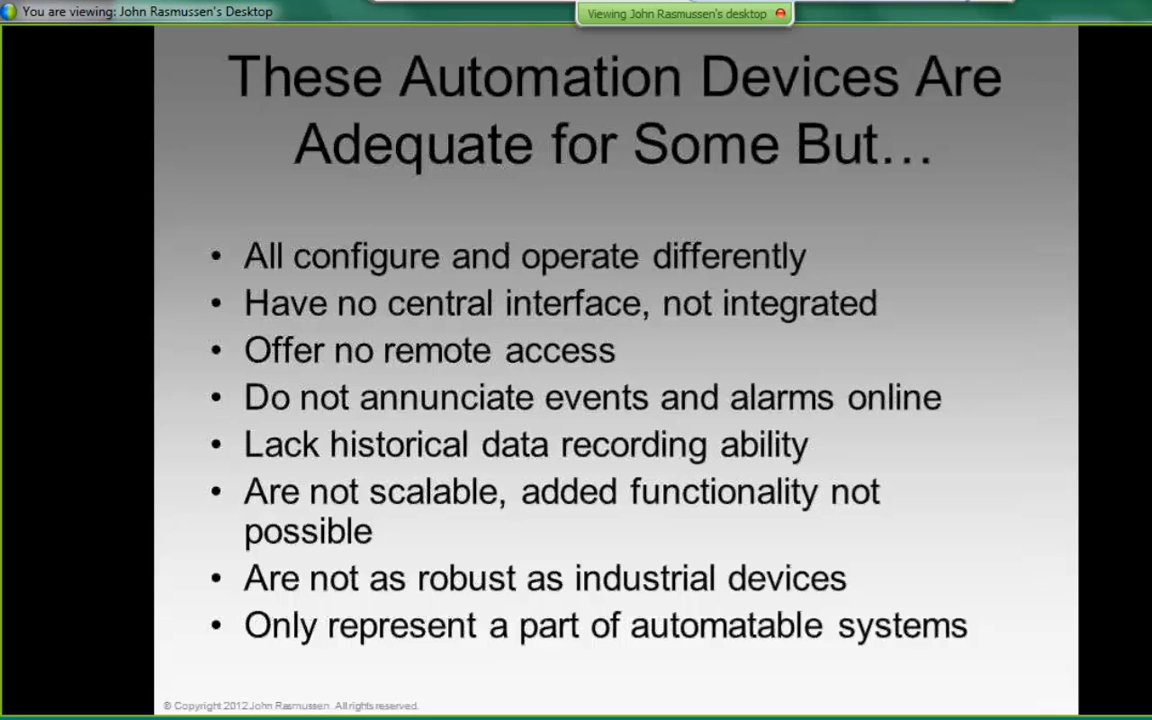 You are viewing: John Rasmussen's Desktop
Viewing John Rasmussen's desktop
These Automation Devices Are
Adequate for Some But…
• All configure and operate differently
• Have no central interface, not integrated
• Offer no remote access
• Do not annunciate events and alarms online
• Lack historical data recording ability
• Are not scalable, added functionality not
possible
• Are not as robust as industrial devices
• Only represent a part of automatable systems
© Copyright 2012 John Rasmussen. All rights reserved.